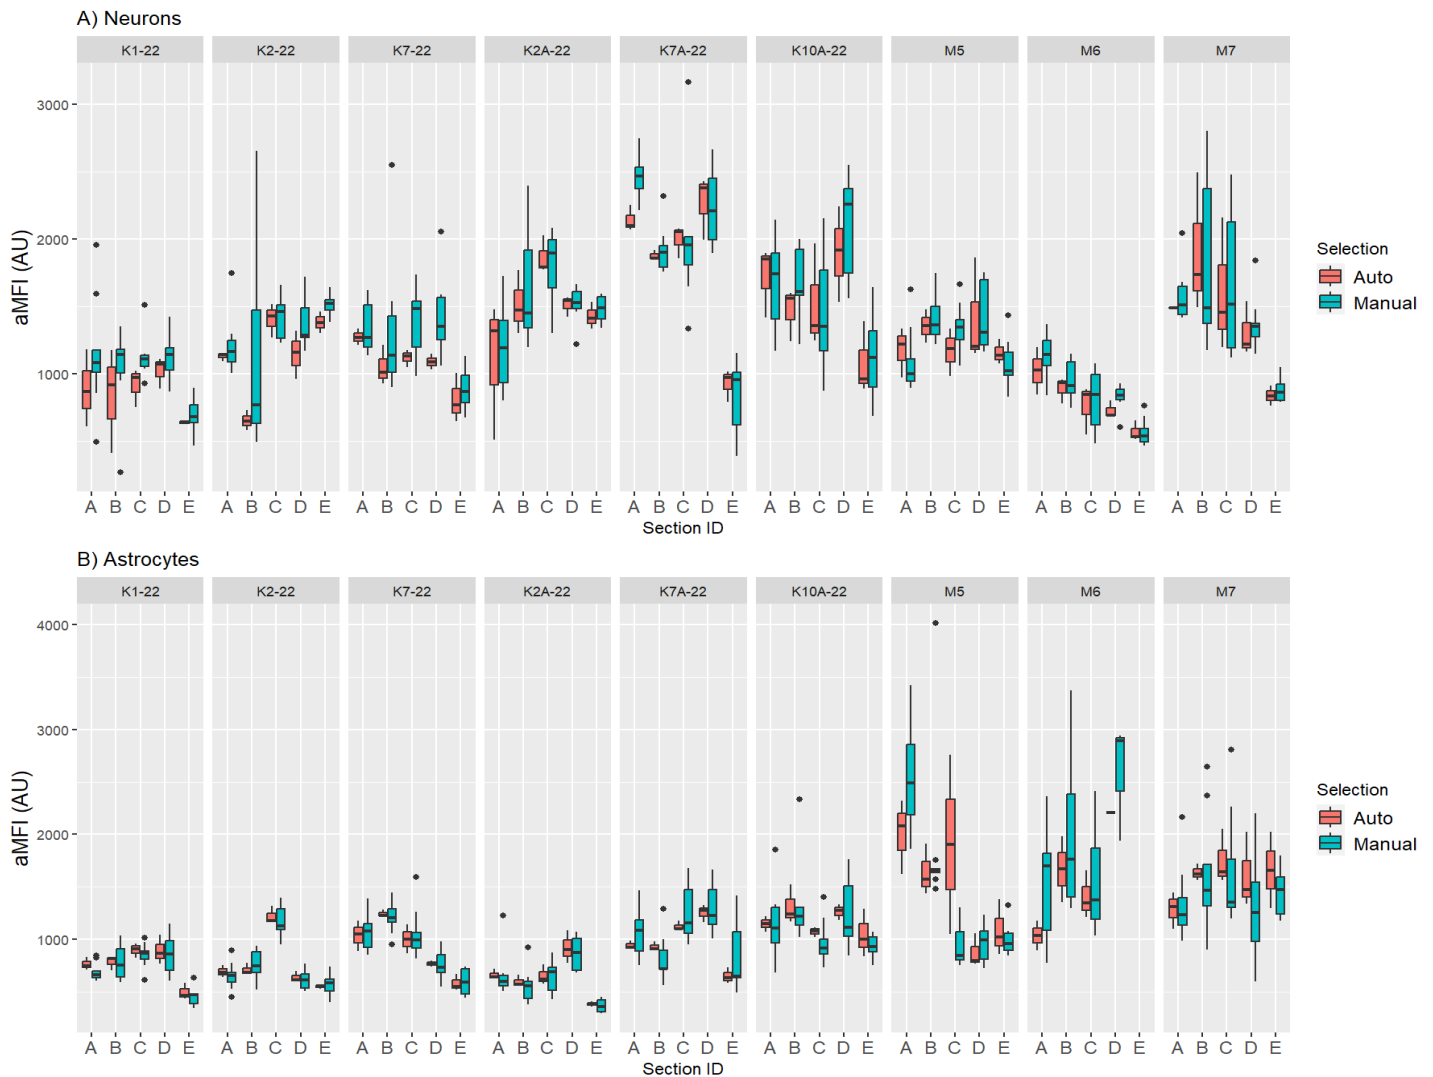 A) Neurons
K1-22 K2-22 K7-22 K2A-22 K7A-22 K10A-22 M5 M6 M7
3000
2000
1000
aMFI (AU)
A B C D E A B C D E A B C D E A B C D E A B C D E A B C D E A B C D E A B C D E A B C D E
Section ID
Selection
Auto
Manual
B) Astrocytes
K1-22 K2-22 K7-22 K2A-22 K7A-22 K10A-22 M5 M6 M7
4000
3000
2000
1000
aMFI (AU)
A B C D E A B C D E A B C D E A B C D E A B C D E A B C D E A B C D E A B C D E A B C D E
Section ID
Selection
Auto
Manual